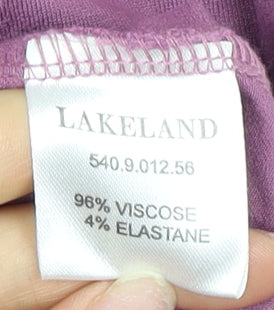 LAKELAND
540.9.012.56
96% VISCOSE
4% ELASTANE